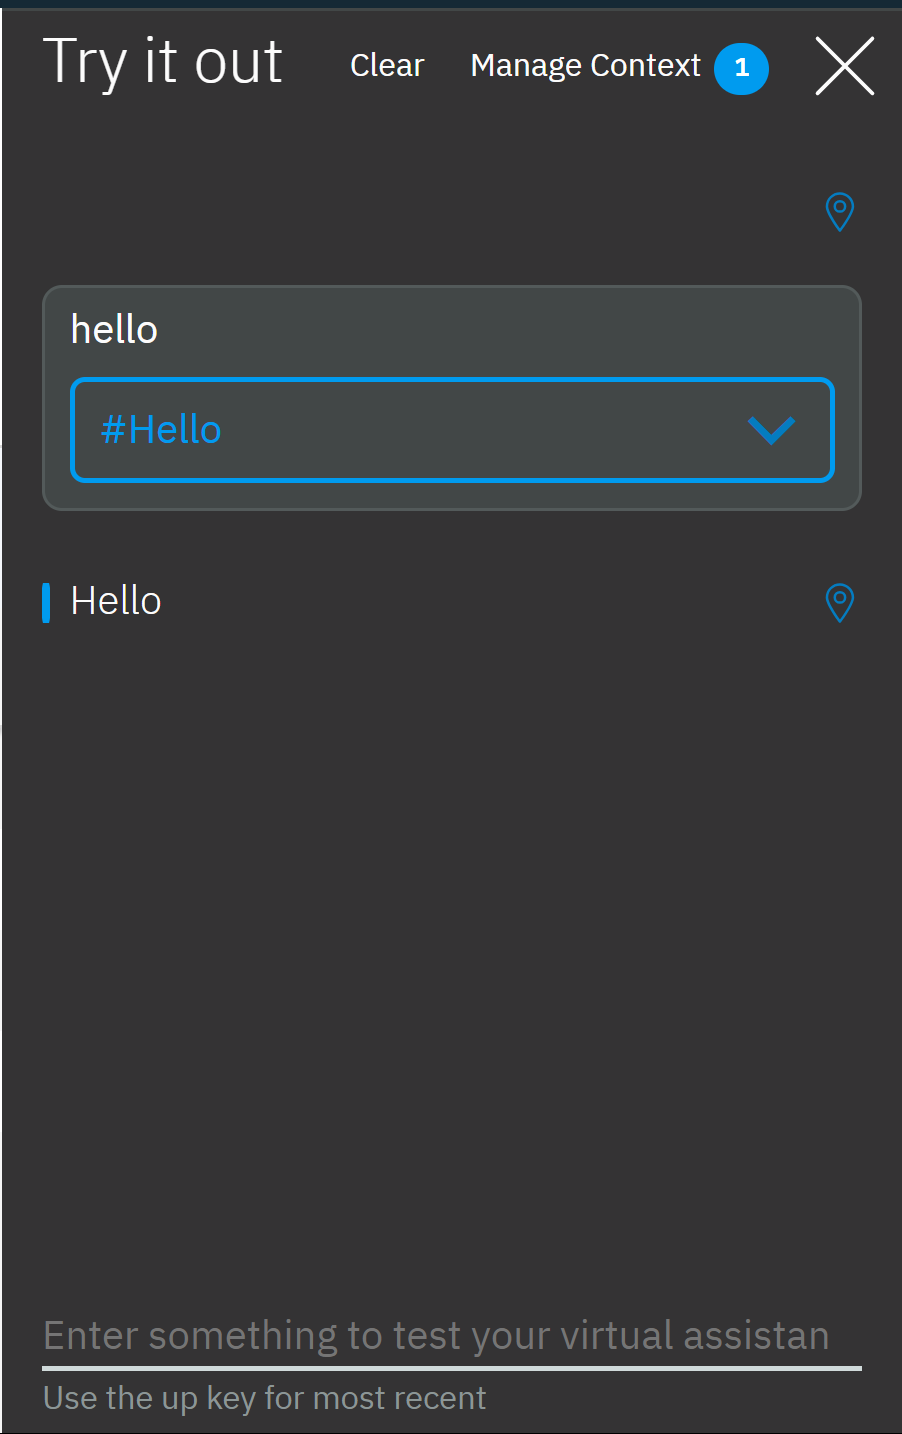 Try it out Clear Manage Context 1
hello
#Hello
Hello
Enter something to test your virtual assistan
Use the up key for most recent